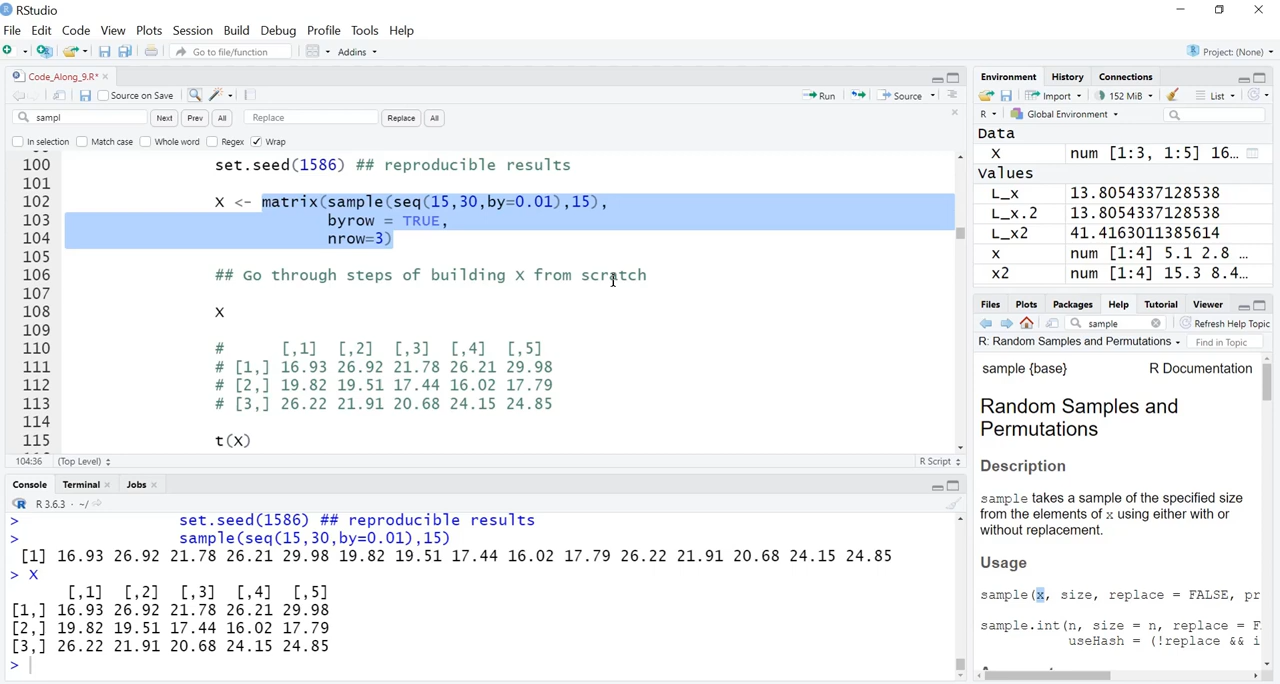 RStudio
File Edit Code View Plots Session Build Debug Profile Tools Help
Go to file/function Addins Project: (None)
Code_Along_9.R*
Source on Save Run Source
sampl Next Prev All Replace Replace All
In selection Match case Whole word Regex Wrap
100 set.seed(1586) ## reproducible results
101
102 X <- matrix(sample(seq(15,30,by=0.01),15),
103 byrow = TRUE,
104 nrow=3)
105
106 ## Go through steps of building X from scratch
107
108 X
109
110 # [,1] [,2] [,3] [,4] [,5]
111 # [1,] 16.93 26.92 21.78 26.21 29.98
112 # [2,] 19.82 19.51 17.44 16.02 17.79
113 # [3,] 26.22 21.91 20.68 24.15 24.85
114
115 t(X)
104:36 (Top Level) R Script
Console Terminal Jobs
R 3.6.3 · ~/
> set.seed(1586) ## reproducible results
> sample(seq(15,30,by=0.01),15)
[1] 16.93 26.92 21.78 26.21 29.98 19.82 19.51 17.44 16.02 17.79 26.22 21.91 20.68 24.15 24.85
> X
[,1] [,2] [,3] [,4] [,5]
[1,] 16.93 26.92 21.78 26.21 29.98
[2,] 19.82 19.51 17.44 16.02 17.79
[3,] 26.22 21.91 20.68 24.15 24.85
>
Environment History Connections
Import 152 MiB List
R Global Environment
Data
X num [1:3, 1:5] 16...
Values
L_x 13.8054337128538
L_x.2 13.8054337128538
L_x2 41.4163011385614
x num [1:4] 5.1 2.8 ...
x2 num [1:4] 15.3 8.4...
Files Plots Packages Help Tutorial Viewer
sample Refresh Help Topic
R: Random Samples and Permutations Find in Topic
sample {base} R Documentation
Random Samples and
Permutations
Description
sample takes a sample of the specified size
from the elements of x using either with or
without replacement.
Usage
sample(x, size, replace = FALSE, pr
sample.int(n, size = n, replace = F
useHash = (!replace && i